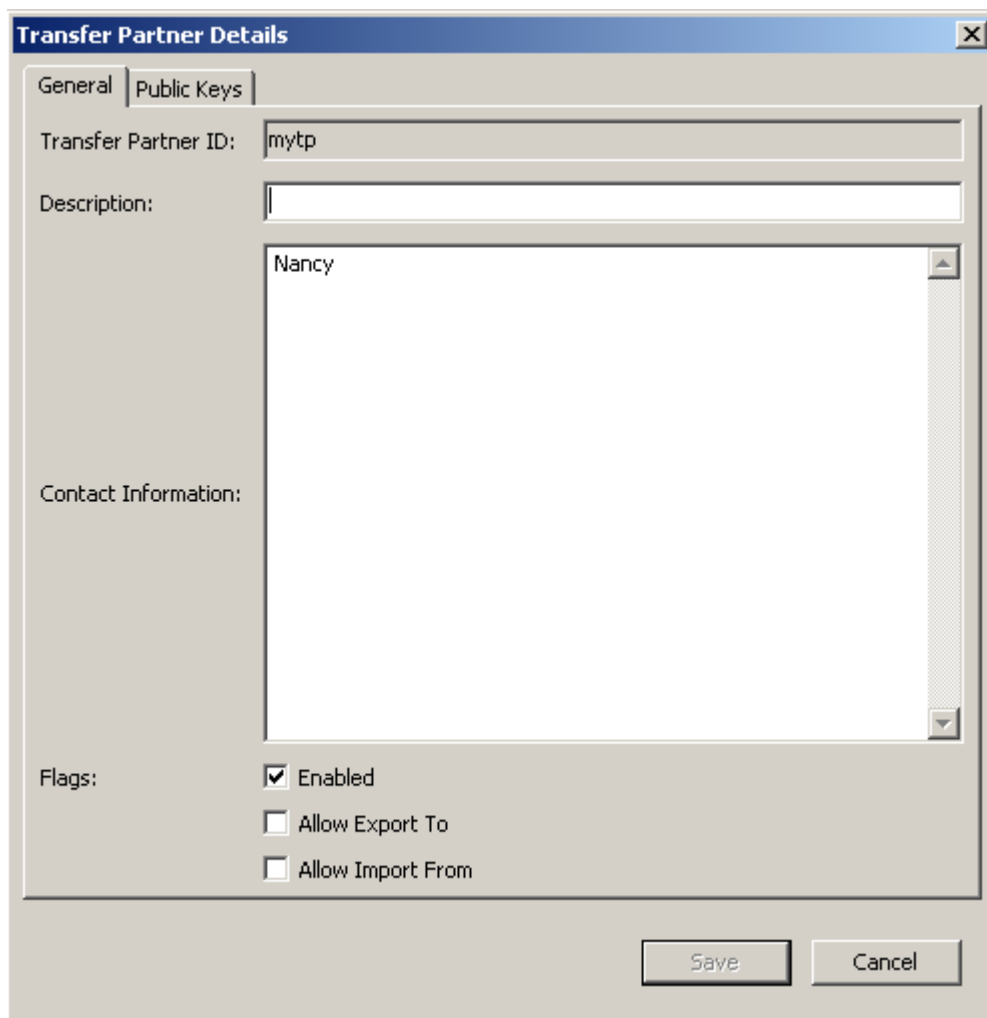 Transfer Partner Details
General
Public Keys
Transfer Partner ID:
mytp
Description:
Nancy
Contact Information:
Flags:
Enabled
Allow Export To
Allow Import From
Save
Cancel